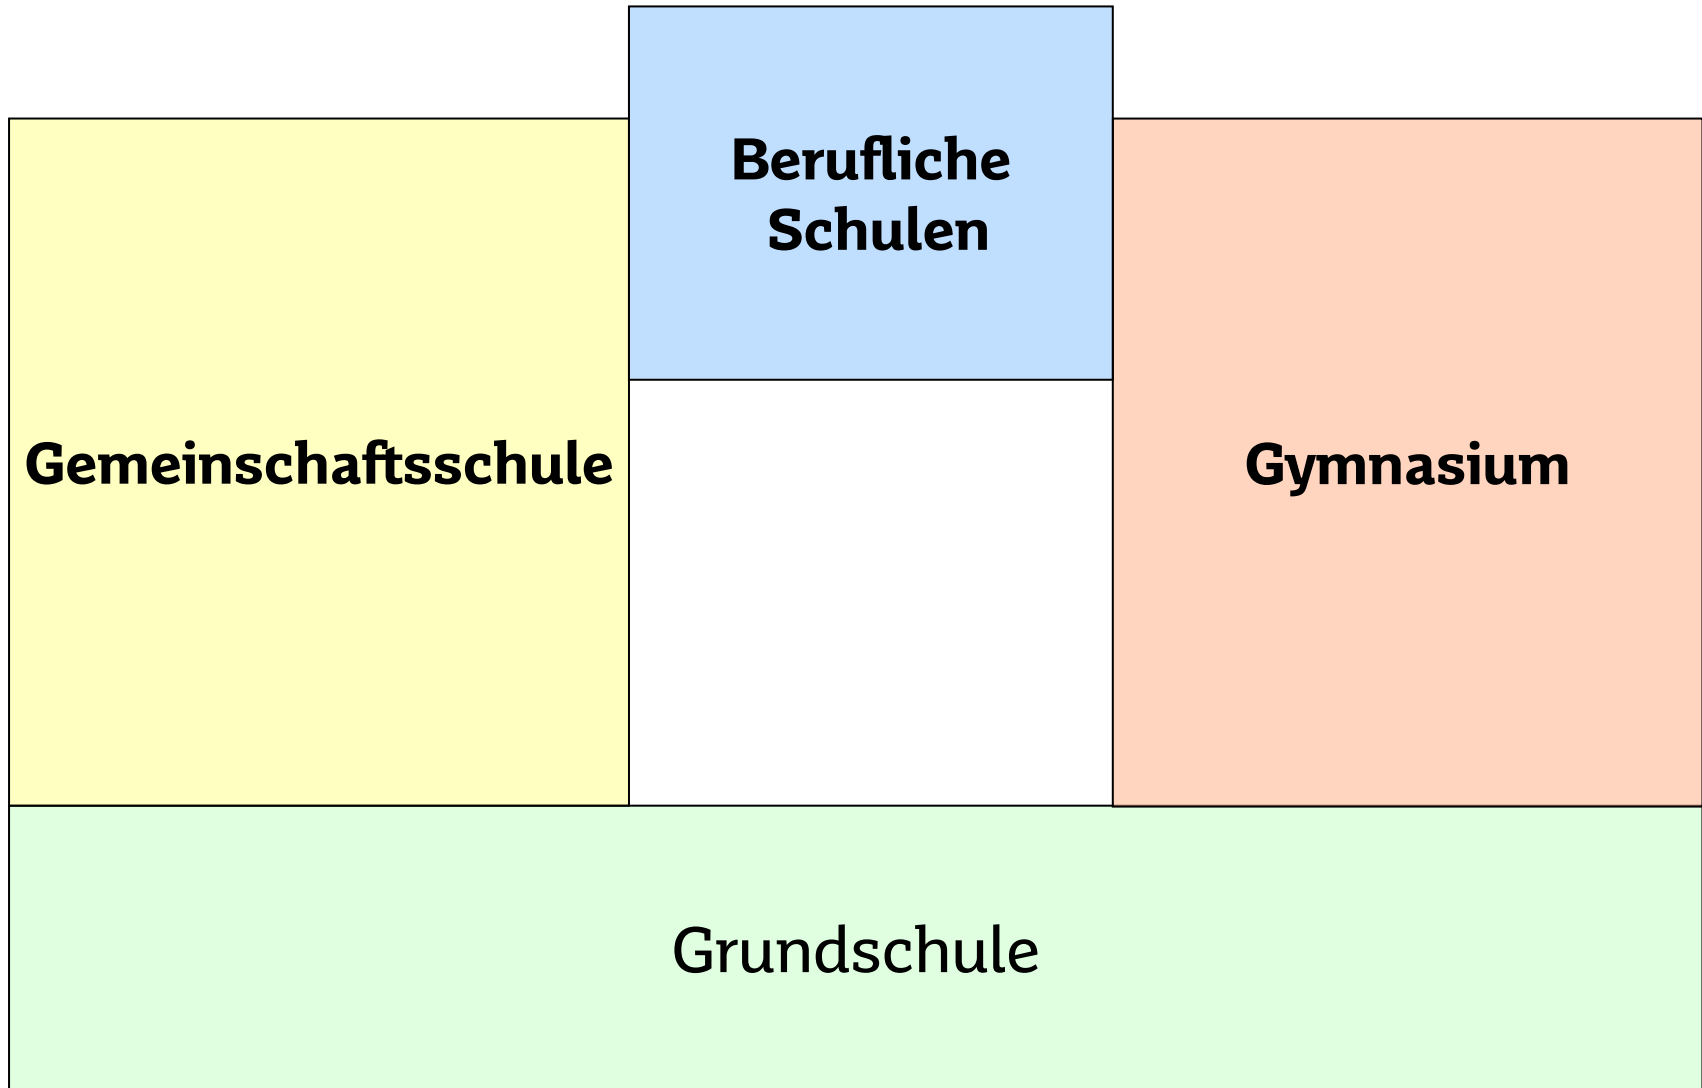 Berufliche
Schulen
Gemeinschaftsschule
Gymnasium
Grundschule